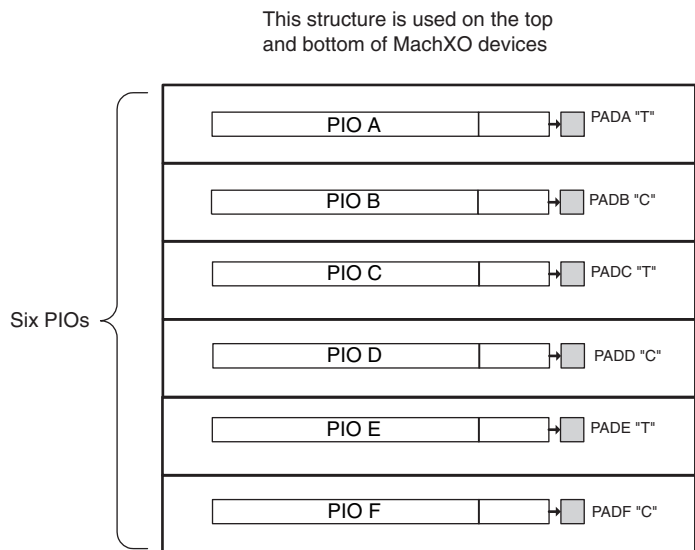 This structure is used on the top
and bottom of MachXO devices
PIO A
PADA "T"
PIO B
PADB "C"
PIO C
PADC "T"
Six PIOs
PIO D
PADD "C"
PIO E
PADE "T"
PIO F
PADF "C"